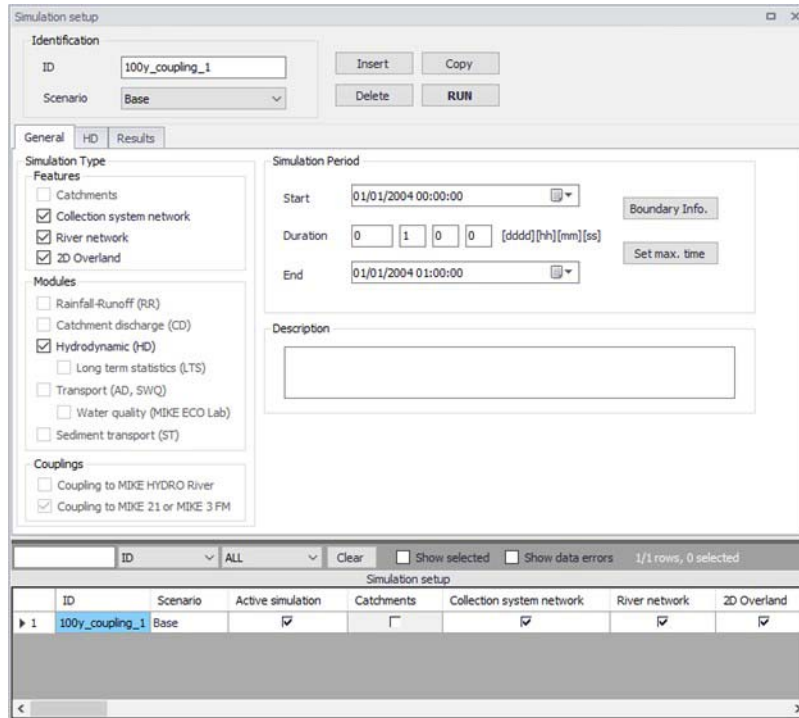 Simulation setup
Identification
ID 100y_coupling_1 Insert Copy
Scenario Base Delete RUN
General HD Results
Simulation Type
Features
Catchments
Collection system network
River network
2D Overland
Modules
Rainfall-Runoff (RR)
Catchment discharge (CD)
Hydrodynamic (HD)
Long term statistics (LTS)
Transport (AD, SWQ)
Water quality (MIKE ECO Lab)
Sediment transport (ST)
Couplings
Coupling to MIKE HYDRO River
Coupling to MIKE 21 or MIKE 3 FM
Simulation Period
Start 01/01/2004 00:00:00
Duration 0 1 0 0 [dddd][hh][mm][ss]
End 01/01/2004 01:00:00
Boundary Info.
Set max. time
Description
ID ALL Clear Show selected Show data errors 1/1 rows, 0 selected
Simulation setup
ID Scenario Active simulation Catchments Collection system network River network 2D Overland
1 100y_coupling_1 Base